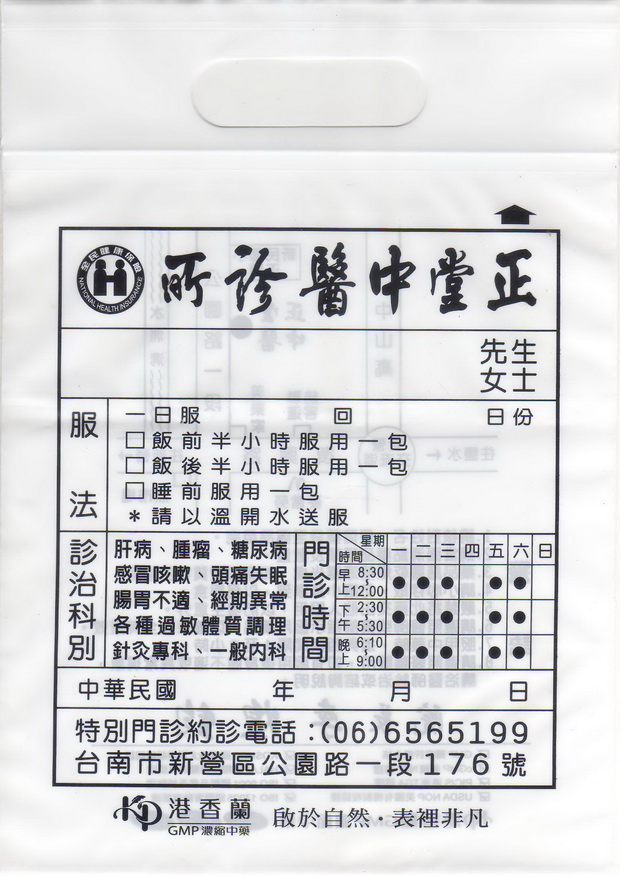 全民健康保險
NATIONAL HEALTH INSURANCE
正堂中醫診所
先生
女士
服法
一日服 回 日份
□飯前半小時服用一包
□飯後半小時服用一包
□睡前服用一包
*請以溫開水送服
診治科別
肝病、腫瘤、糖尿病
感冒咳嗽、頭痛失眠
腸胃不適、經期異常
各種過敏體質調理
針灸專科、一般內科
門診時間
星期 時間 一 二 三 四 五 六 日
早上 8:30~12:00 ● ● ● ● ●
下午 2:30~5:30 ● ● ● ● ●
晚上 6:10~9:00 ● ● ● ● ●
中華民國 年 月 日
特別門診約診電話:(06)6565199
台南市新營區公園路一段176號
KP 港香蘭
GMP 濃縮中藥
啟於自然·表裡非凡